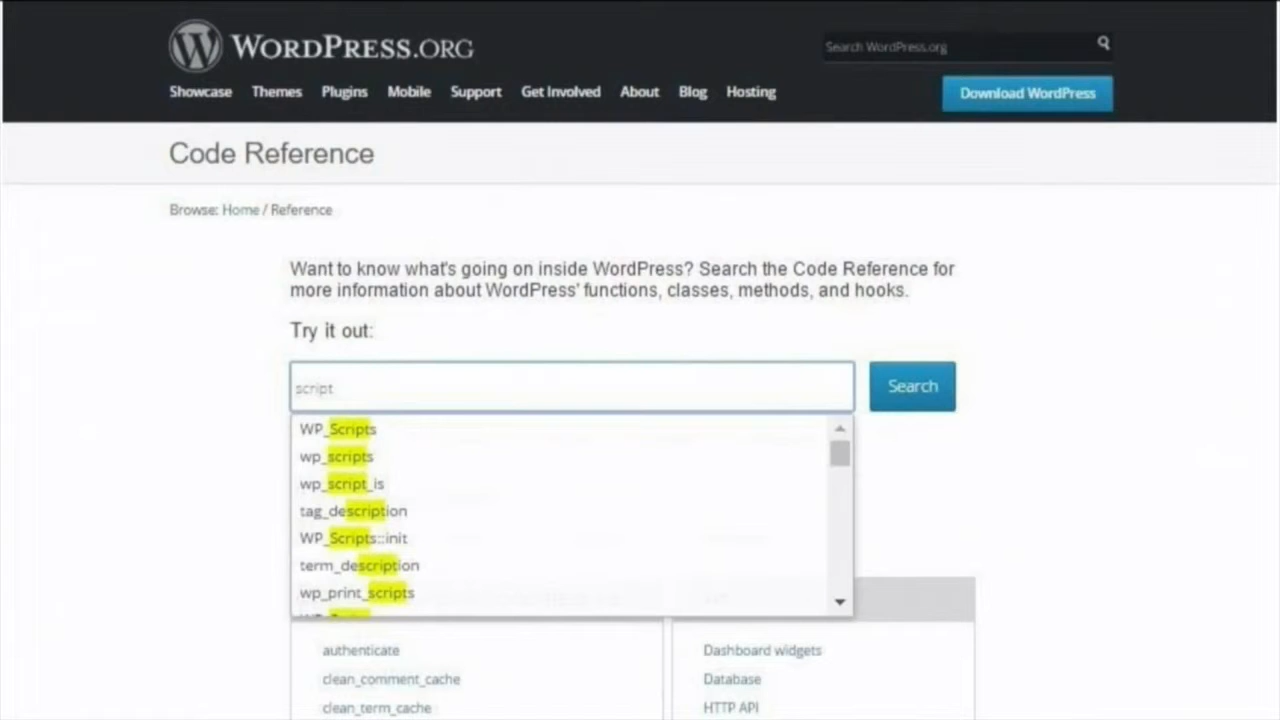 WORDPRESS.ORG
Search WordPress.org
Showcase Themes Plugins Mobile Support Get Involved About Blog Hosting
Download WordPress
Code Reference
Browse: Home / Reference
Want to know what's going on inside WordPress? Search the Code Reference for
more information about WordPress' functions, classes, methods, and hooks.
Try it out:
script
Search
WP_Scripts
wp_scripts
wp_script_is
tag_description
WP_Scripts::init
term_description
wp_print_scripts
authenticate
clean_comment_cache
clean_term_cache
Dashboard widgets
Database
HTTP API